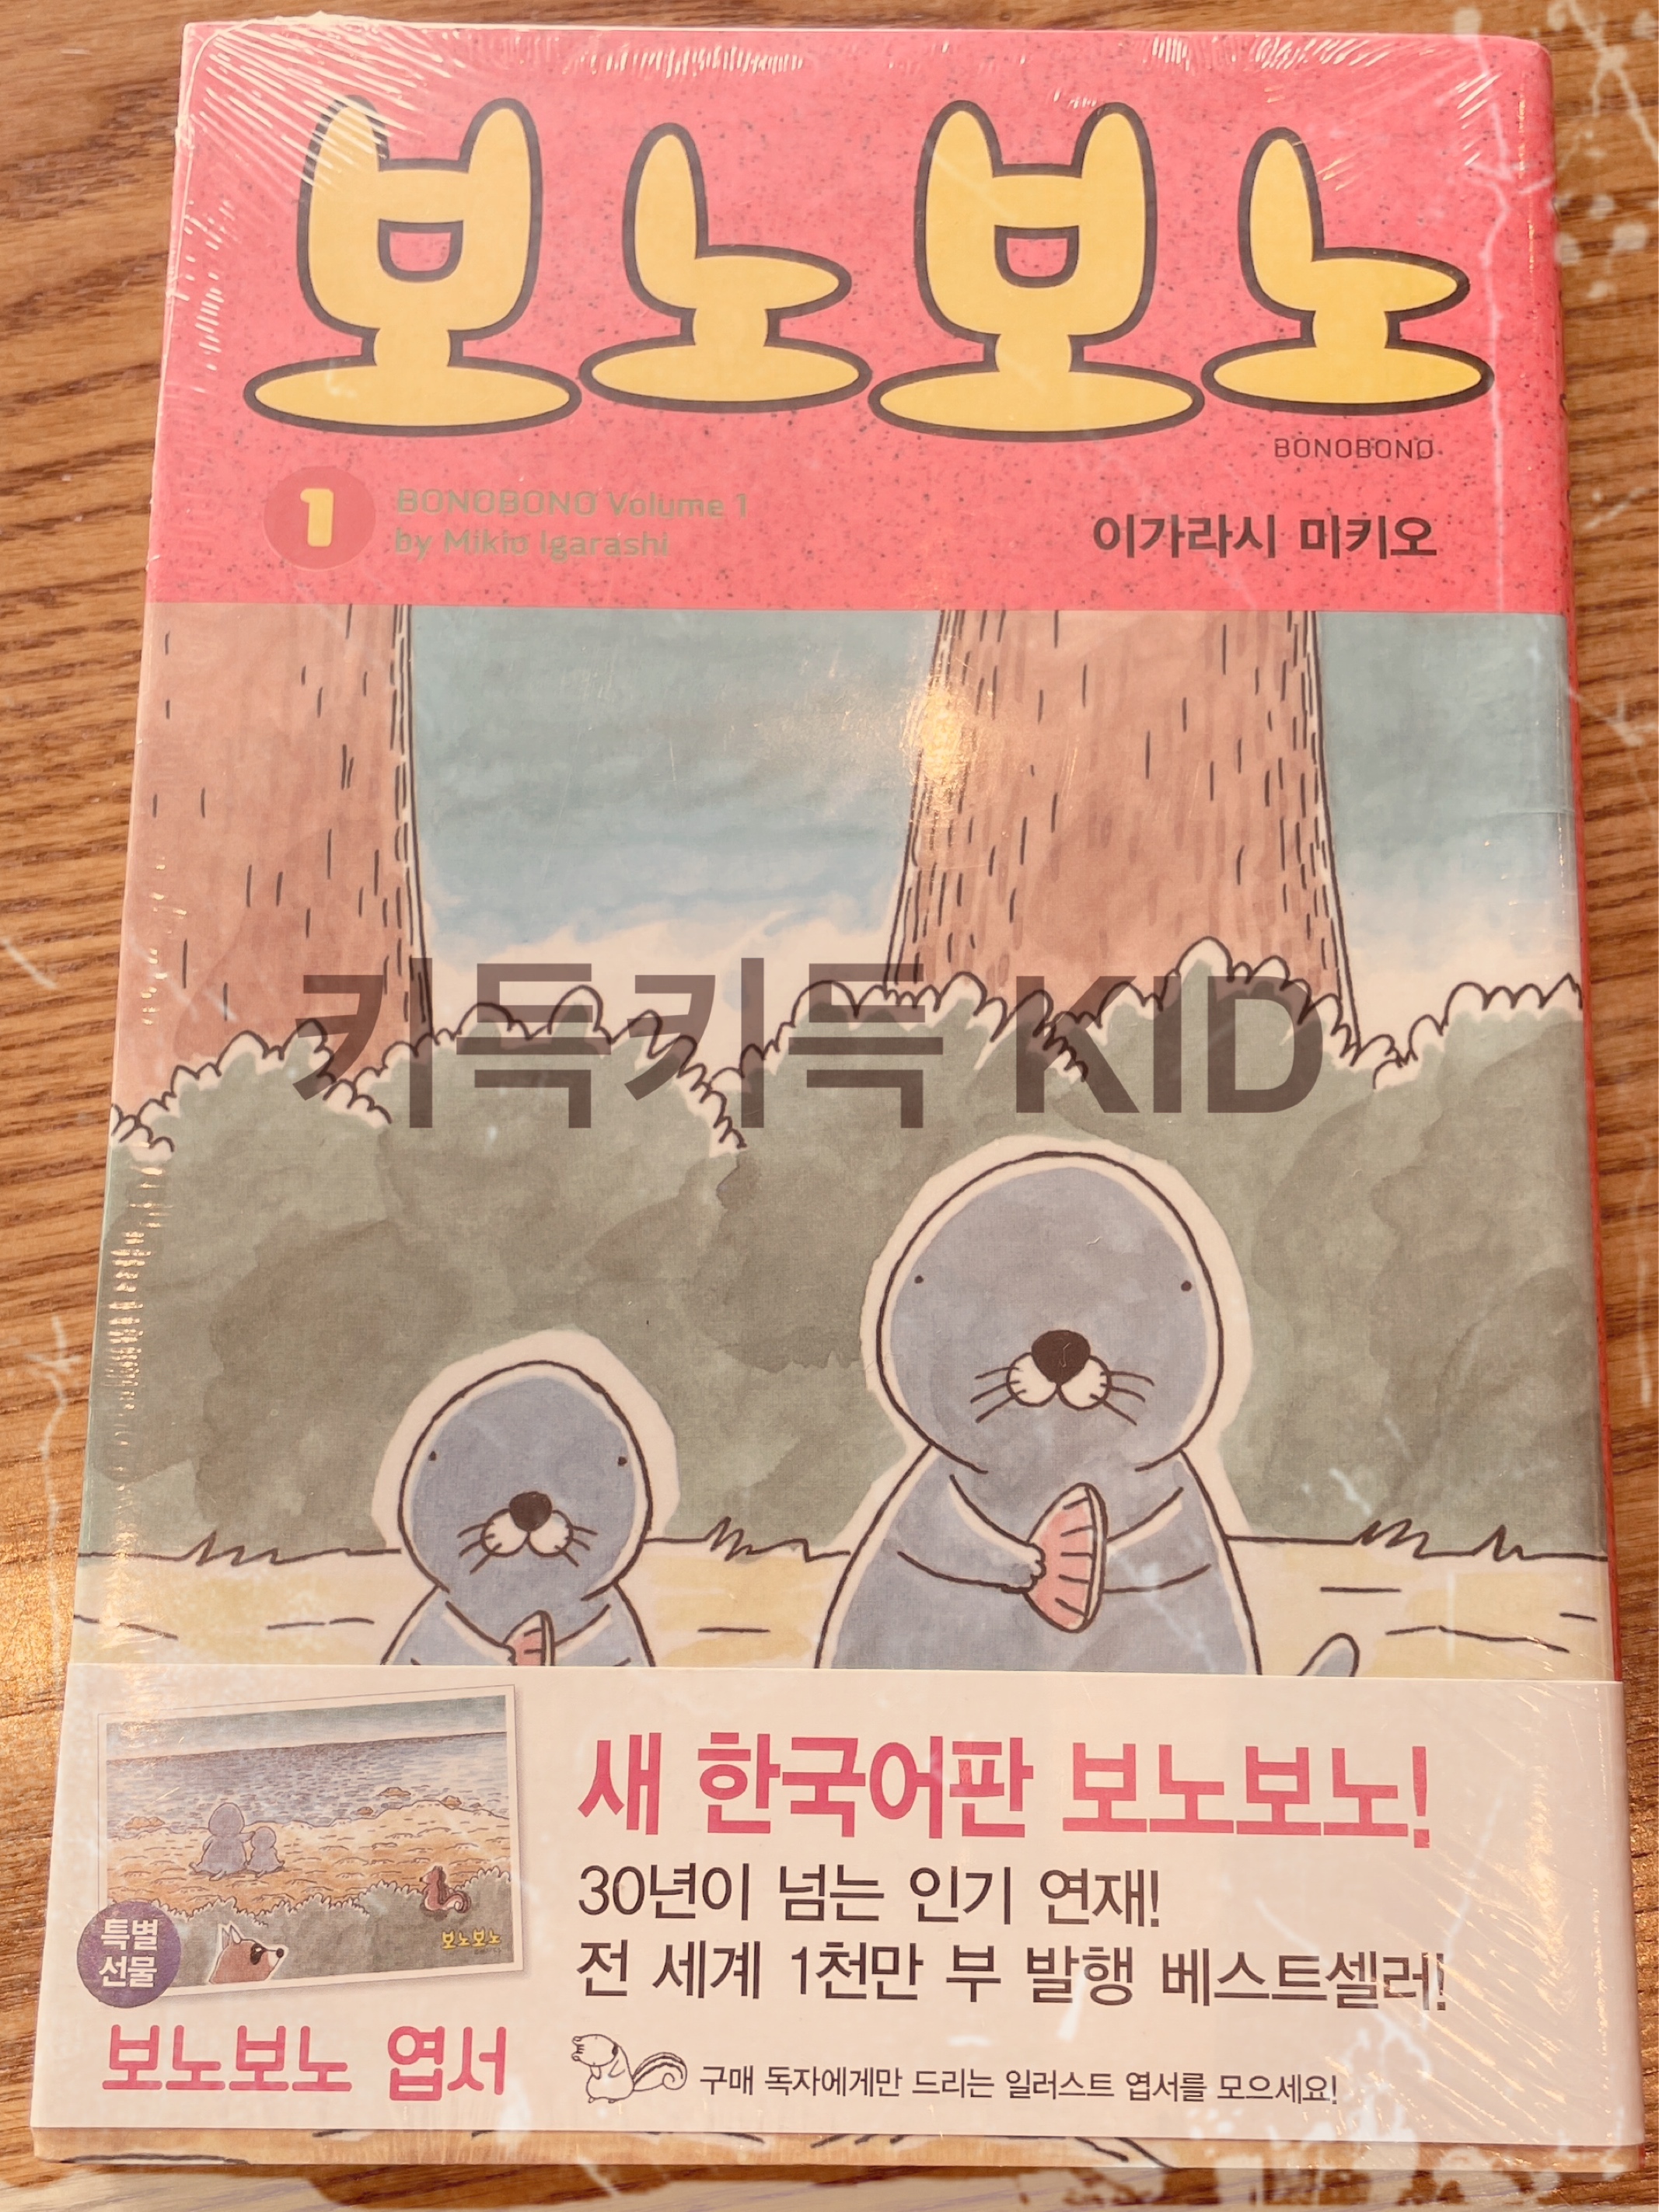 보노보노
BONOBONO
1
BONOBONO Volume 1
by Mikio Igarashi
이가라시 미키오
키득키득 KID
새 한국어판 보노보노!
30년이 넘는 인기 연재!
전 세계 1천만 부 발행 베스트셀러!
보노보노
특별
선물
보노보노 엽서
구매 독자에게만 드리는 일러스트 엽서를 모으세요!